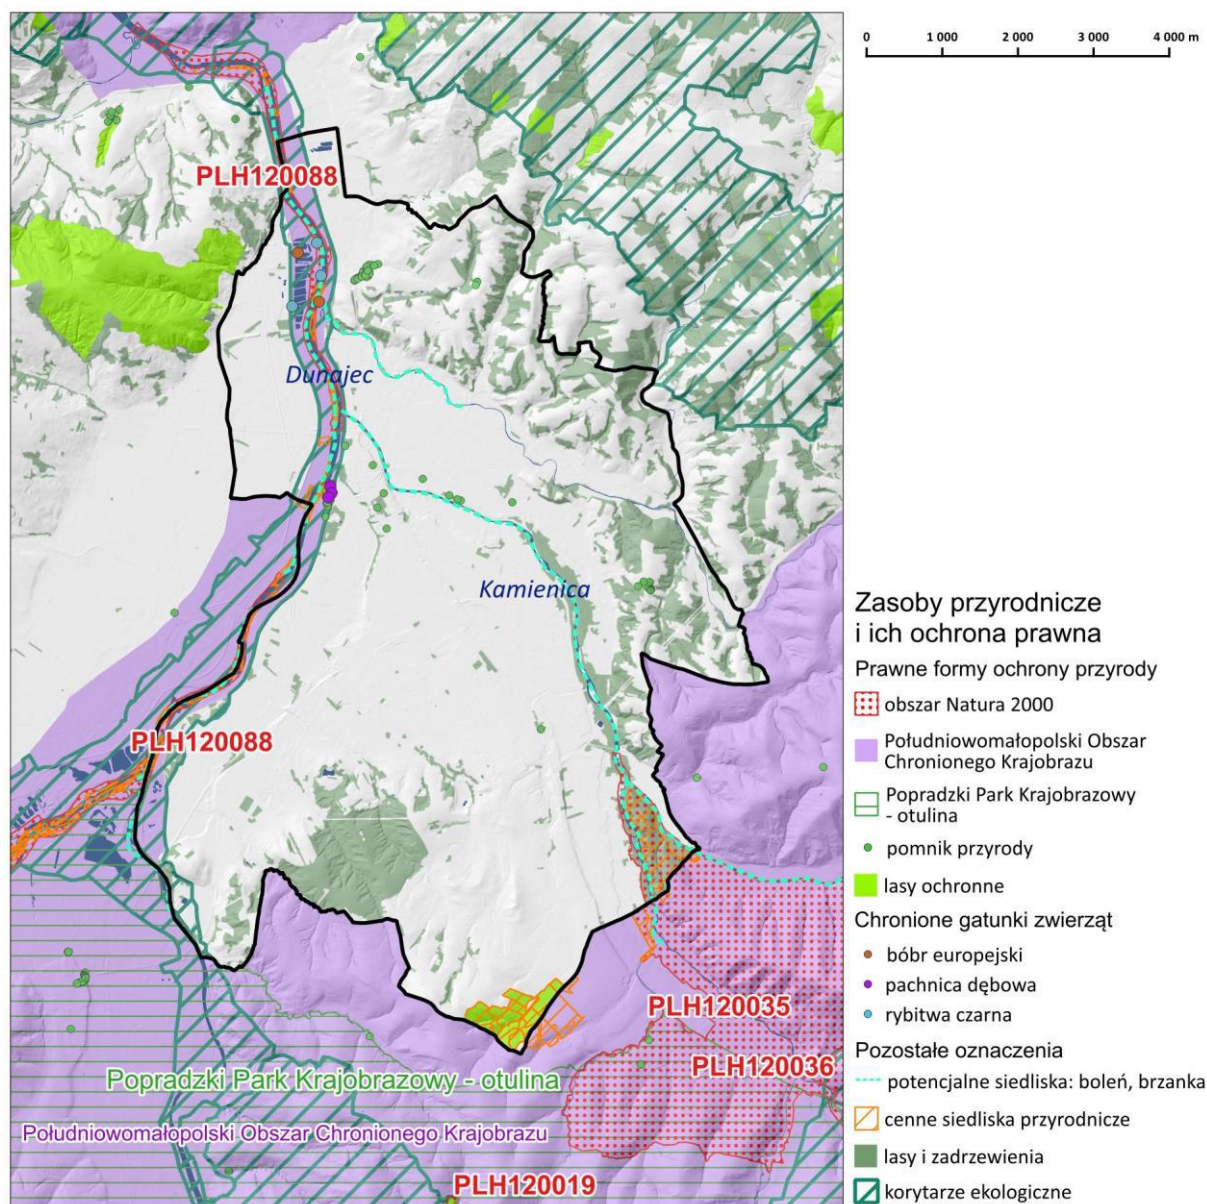 0 1 000 2 000 3 000 4 000 m
PLH120088
Dunajec
Kamienica
PLH120088
PLH120035
PLH120036
Popradzki Park Krajobrazowy - otulina
Południowomałopolski Obszar Chronionego Krajobrazu
PLH120019
Zasoby przyrodnicze
i ich ochrona prawna
Prawne formy ochrony przyrody
obszar Natura 2000
Południowomałopolski Obszar
Chronionego Krajobrazu
Popradzki Park Krajobrazowy
- otulina
pomnik przyrody
lasy ochronne
Chronione gatunki zwierząt
bóbr europejski
pachnica dębowa
rybitwa czarna
Pozostałe oznaczenia
potencjalne siedliska: boleń, brzanka
cenne siedliska przyrodnicze
lasy i zadrzewienia
korytarze ekologiczne